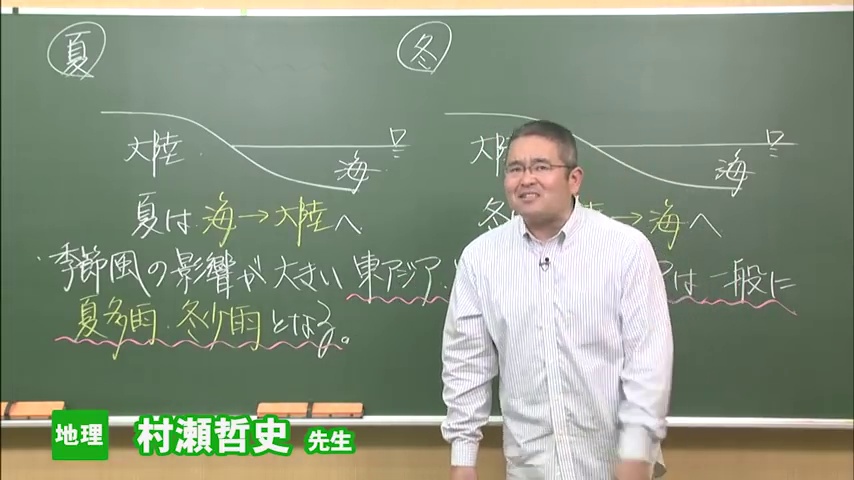 夏
冬
大陸
海
大陸
海
夏は 海→大陸へ
冬 →海へ
季節風の影響が大きい 東アジア アは一般に
夏多雨・冬少雨となる。
地理 村瀬哲史 先生